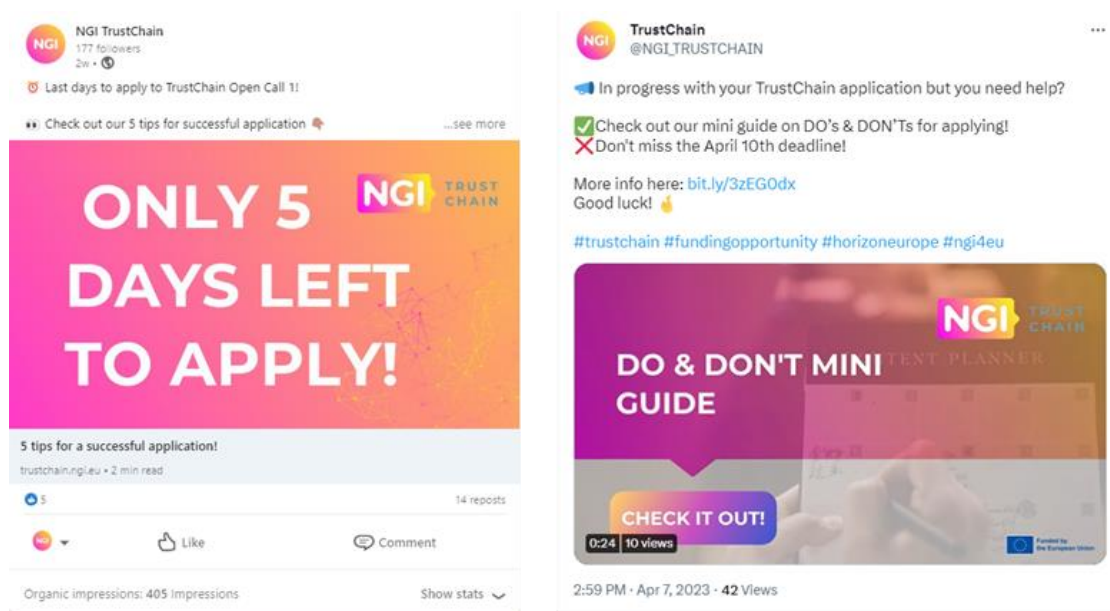 NGI
NGI TrustChain
177 followers
2w •
⏰ Last days to apply to TrustChain Open Call 1!
👀 Check out our 5 tips for successful application 👇🏽 ...see more
ONLY 5
DAYS LEFT
TO APPLY!
NGI TRUST
CHAIN
5 tips for a successful application!
trustchain.ngi.eu • 2 min read
5
14 reposts
NGI
Like
Comment
Organic impressions: 405 Impressions
Show stats
NGI
TrustChain
@NGI_TRUSTCHAIN
📣 In progress with your TrustChain application but you need help?
✅Check out our mini guide on DO's & DON'Ts for applying!
❌Don't miss the April 10th deadline!
More info here: bit.ly/3zEG0dx
Good luck! 🤞
#trustchain #fundingopportunity #horizoneurope #ngi4eu
NGI TRUST
CHAIN
TENT PLANNER
DO & DON'T MINI
GUIDE
CHECK IT OUT!
0:24 10 views
Funded by
the European Union
2:59 PM · Apr 7, 2023 · 42 Views